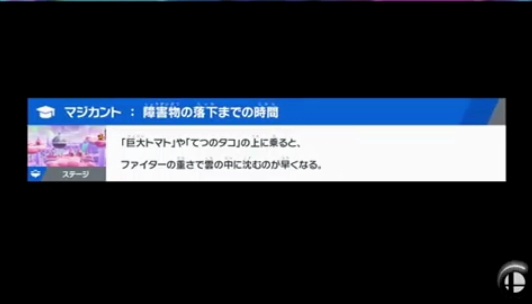 マジカント : 障害物の落下までの時間
「巨大トマト」や「てつのタコ」の上に乗ると、
ファイターの重さで雲の中に沈むのが早くなる。
ステージ